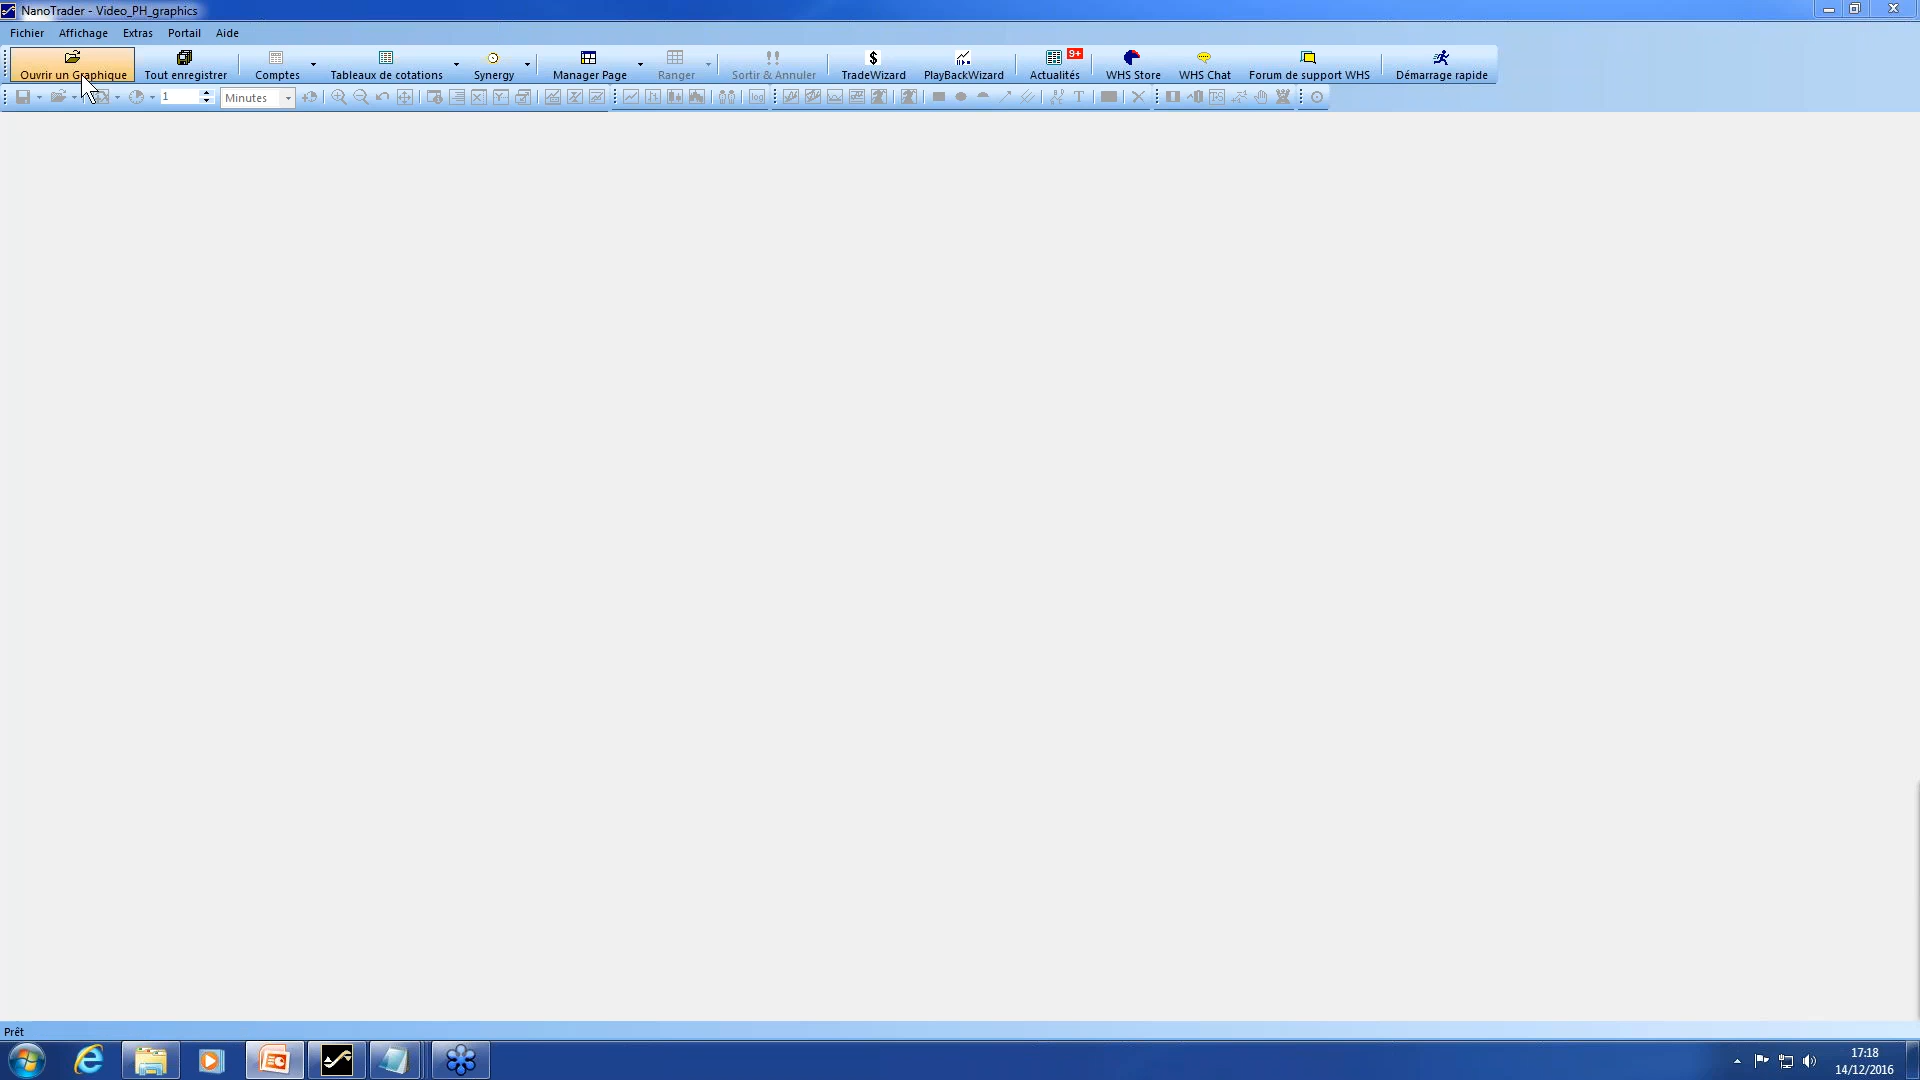 NanoTrader - Video_PH_graphics
Fichier Affichage Extras Portail Aide
Ouvrir un Graphique Tout enregistrer Comptes Tableaux de cotations Synergy Manager Page Ranger Sortir & Annuler TradeWizard PlayBackWizard 9+ Actualités WHS Store WHS Chat Forum de support WHS Démarrage rapide
1 Minutes log T TS
Prêt
17:18
14/12/2016